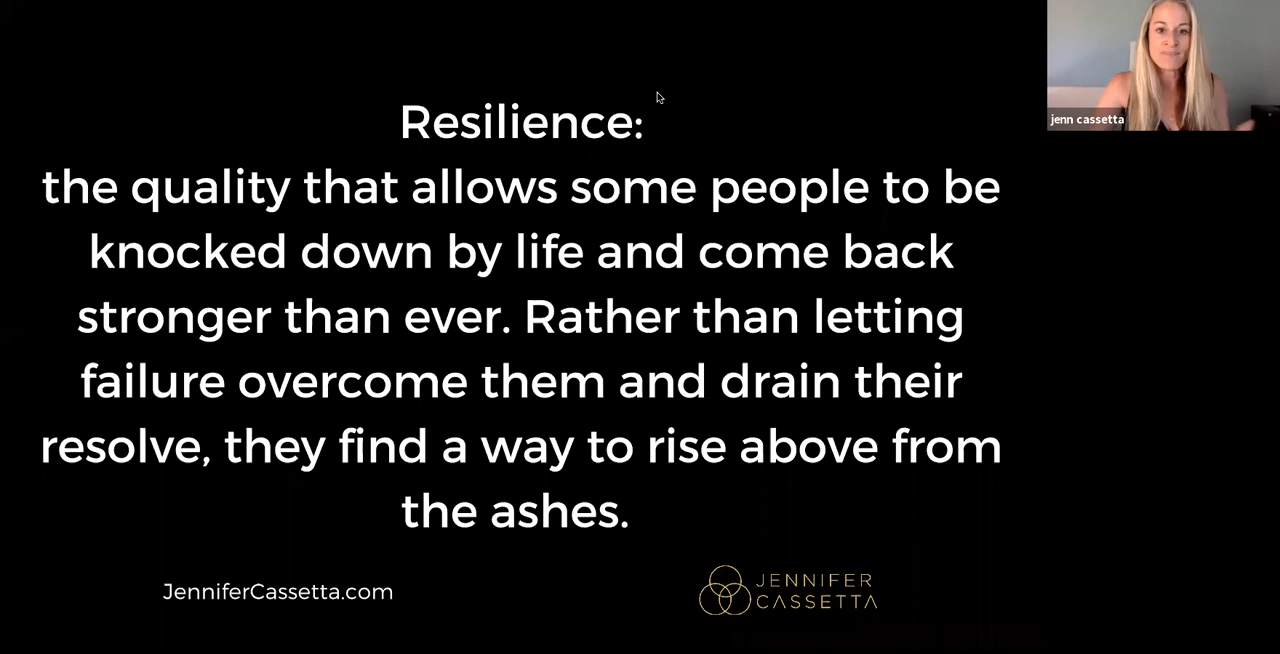 Resilience:
the quality that allows some people to be
knocked down by life and come back
stronger than ever. Rather than letting
failure overcome them and drain their
resolve, they find a way to rise above from
the ashes.
JenniferCassetta.com
JENNIFER
CASSETTA
jenn cassetta